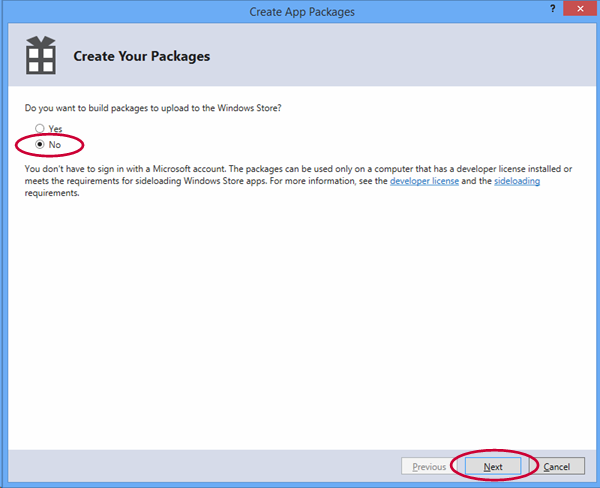 Create App Packages
?
Create Your Packages
Do you want to build packages to upload to the Windows Store?
Yes
No
You don't have to sign in with a Microsoft account. The packages can be used only on a computer that has a developer license installed or
meets the requirements for sideloading Windows Store apps. For more information, see the developer license and the sideloading
requirements.
Previous Next Cancel